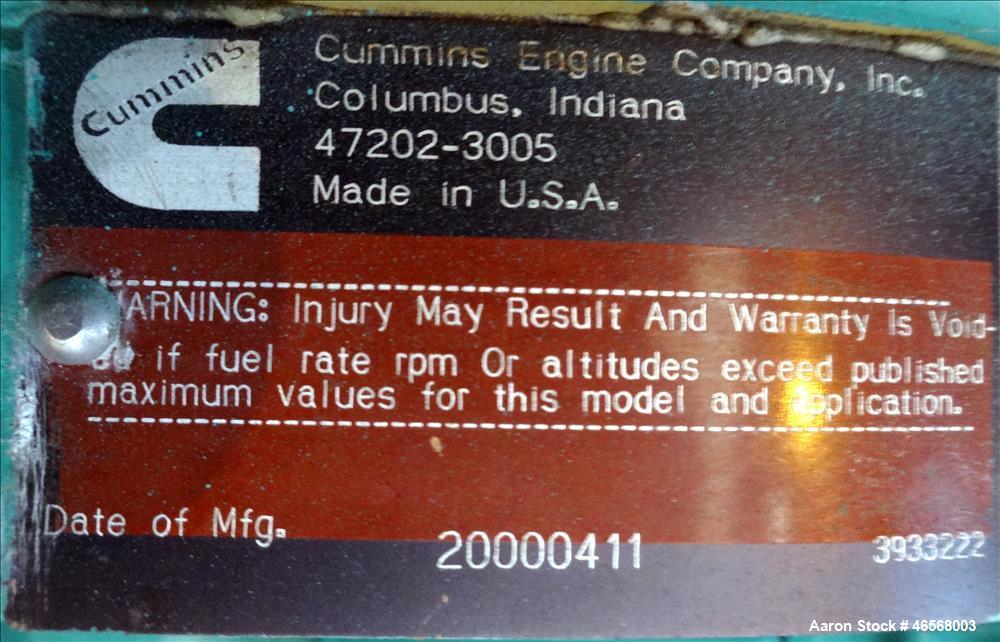 Cummins
Cummins Engine Company, Inc.
Columbus, Indiana
47202-3005
Made in U.S.A.
WARNING: Injury May Result And Warranty Is Void-
ed if fuel rate rpm Or altitudes exceed published
maximum values for this model and application.
Date of Mfg.
20000411
3933222
Aaron Stock # 46568003